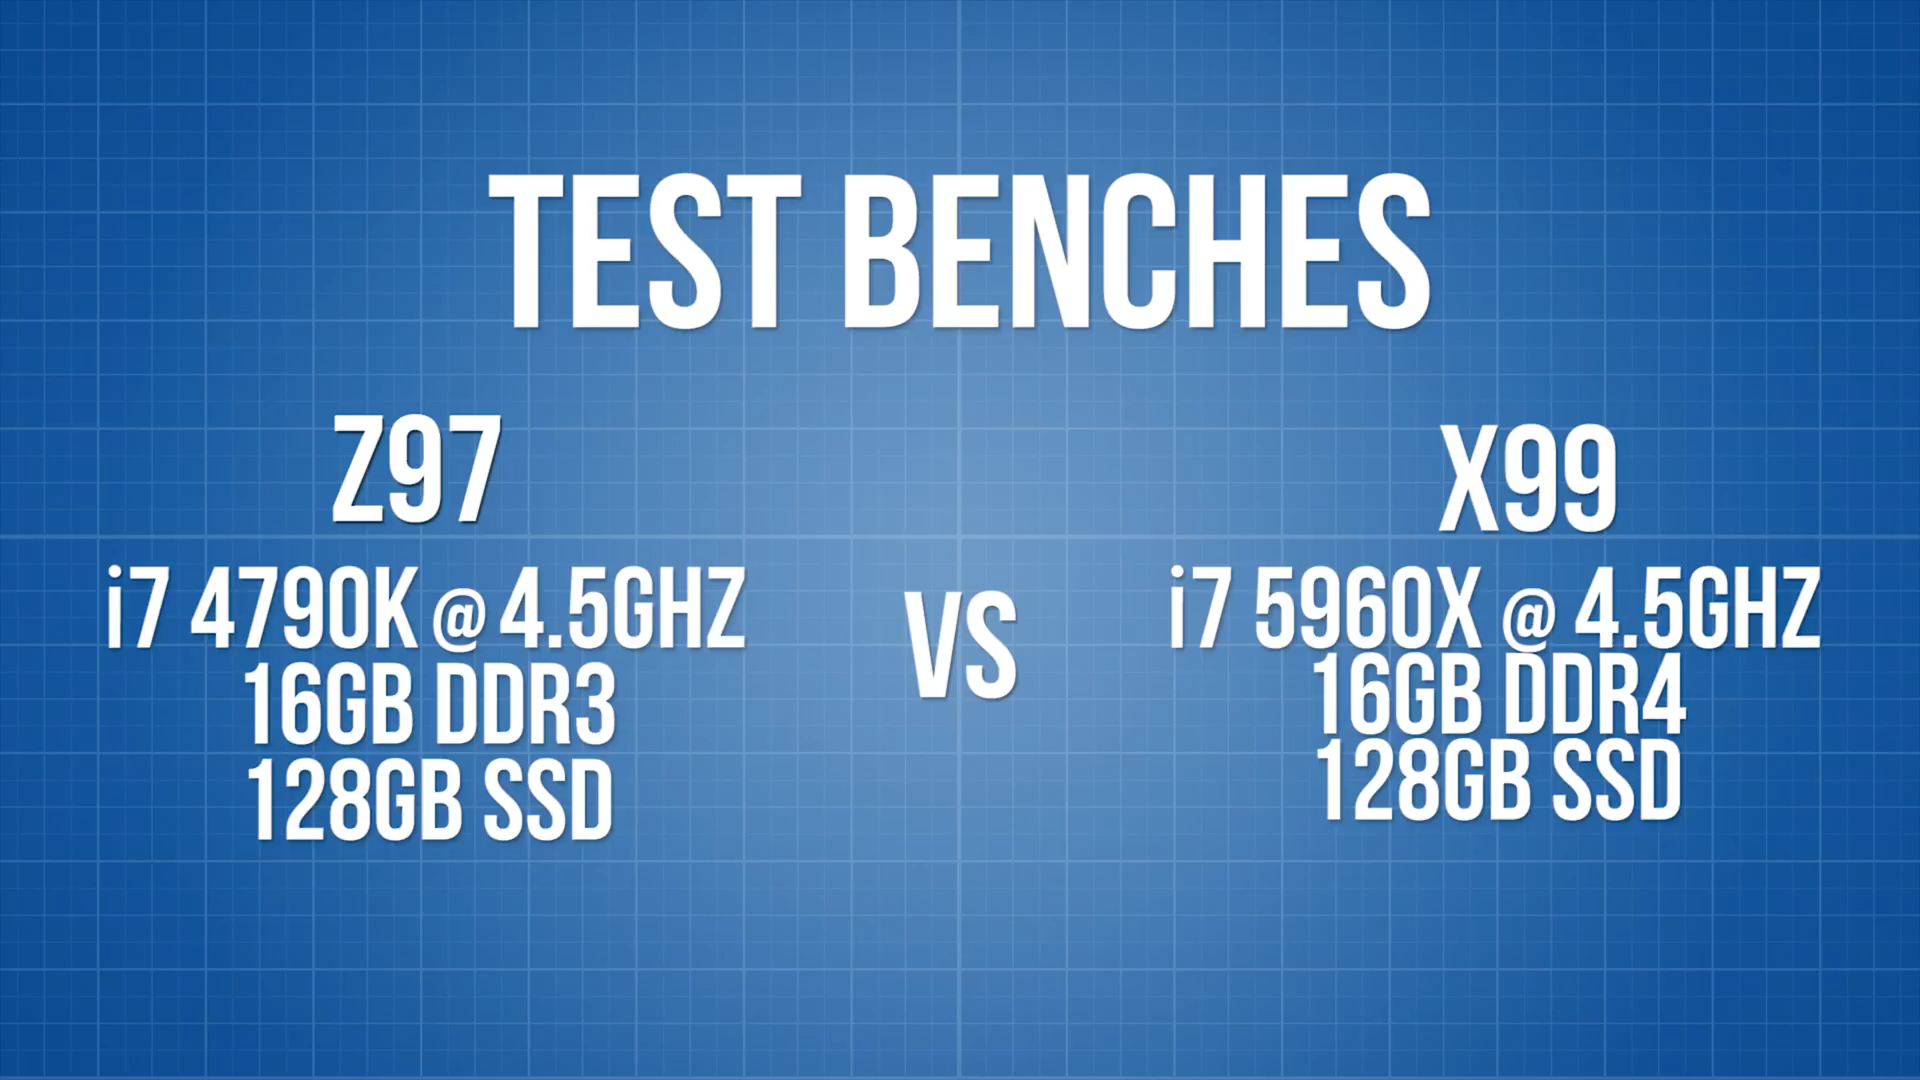 TEST BENCHES
Z97
i7 4790K @ 4.5GHZ
16GB DDR3
128GB SSD
VS
X99
i7 5960X @ 4.5GHZ
16GB DDR4
128GB SSD